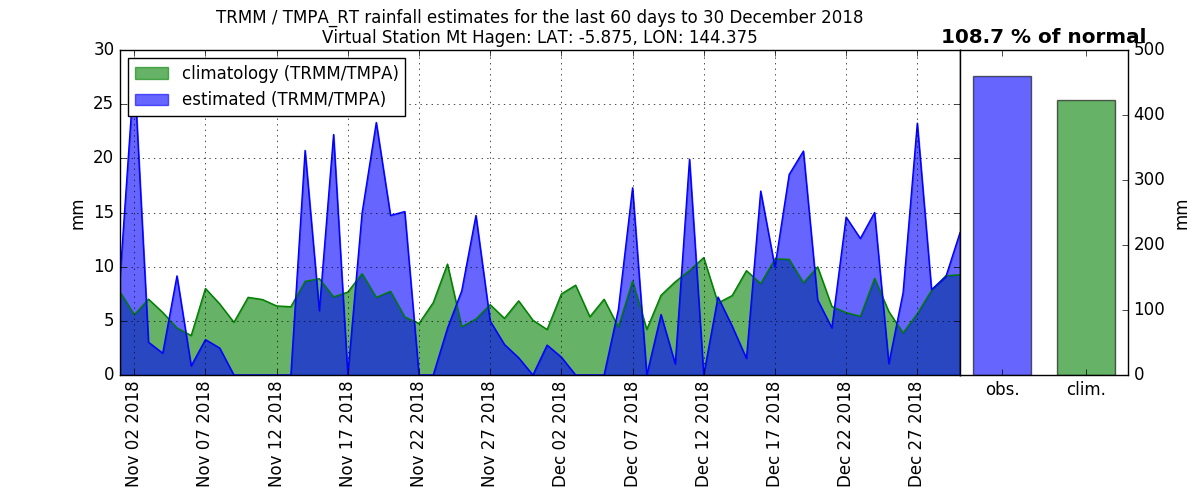 TRMM / TMPA_RT rainfall estimates for the last 60 days to 30 December 2018
Virtual Station Mt Hagen: LAT: -5.875, LON: 144.375
108.7 % of normal
climatology (TRMM/TMPA)
estimated (TRMM/TMPA)
30
25
20
15
10
5
0
mm
500
400
300
200
100
0
mm
obs.
clim.
Nov 02 2018
Nov 07 2018
Nov 12 2018
Nov 17 2018
Nov 22 2018
Nov 27 2018
Dec 02 2018
Dec 07 2018
Dec 12 2018
Dec 17 2018
Dec 22 2018
Dec 27 2018